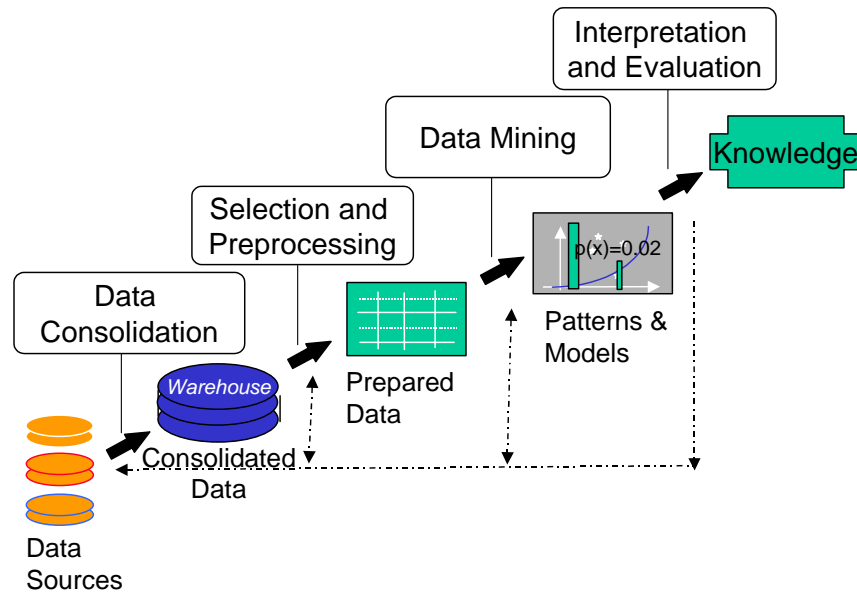 Interpretation
and Evaluation
Data Mining
Knowledge
Selection and
Preprocessing
p(x)=0.02
Data
Consolidation
Patterns &
Models
Warehouse
Prepared
Data
Consolidated
Data
Data
Sources